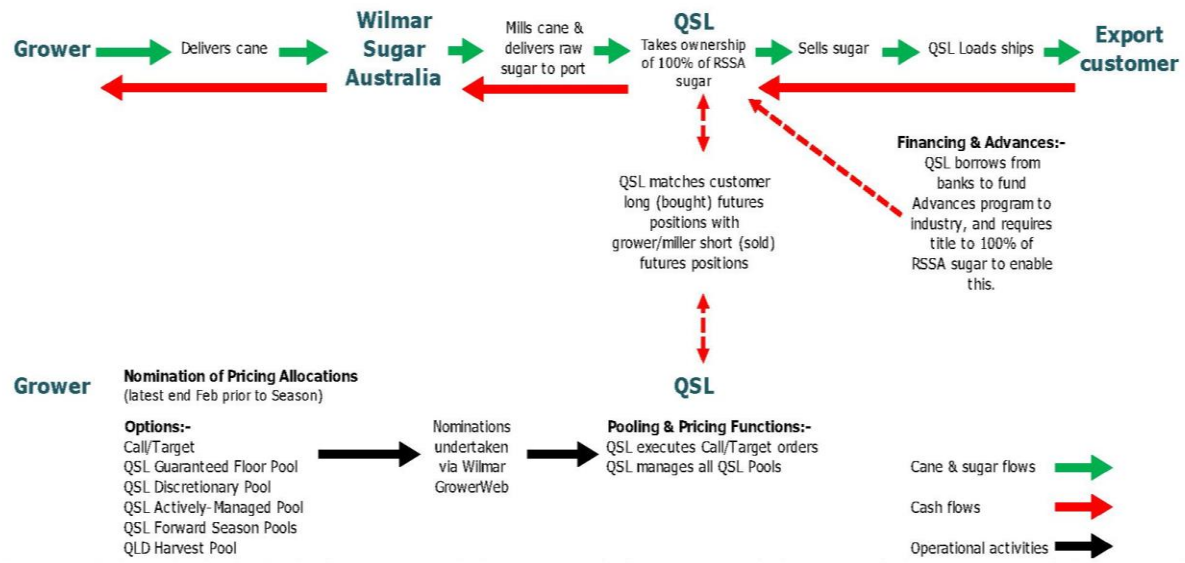 Grower
Delivers cane
Wilmar
Sugar
Australia
Mills cane &
delivers raw
sugar to port
QSL
Takes ownership
of 100% of RSSA
sugar
Sells sugar
QSL Loads ships
Export
customer
Financing & Advances:-
QSL borrows from
banks to fund
Advances program to
industry, and requires
title to 100% of
RSSA sugar to enable
this.
QSL matches customer
long (bought) futures
positions with
grower/miller short (sold)
futures positions
Grower
Nomination of Pricing Allocations
(latest end Feb prior to Season)
Options:-
Call/Target
QSL Guaranteed Floor Pool
QSL Discretionary Pool
QSL Actively-Managed Pool
QSL Forward Season Pools
QLD Harvest Pool
Nominations
undertaken
via Wilmar
GrowerWeb
QSL
Pooling & Pricing Functions:-
QSL executes Call/Target orders
QSL manages all QSL Pools
Cane & sugar flows
Cash flows
Operational activities